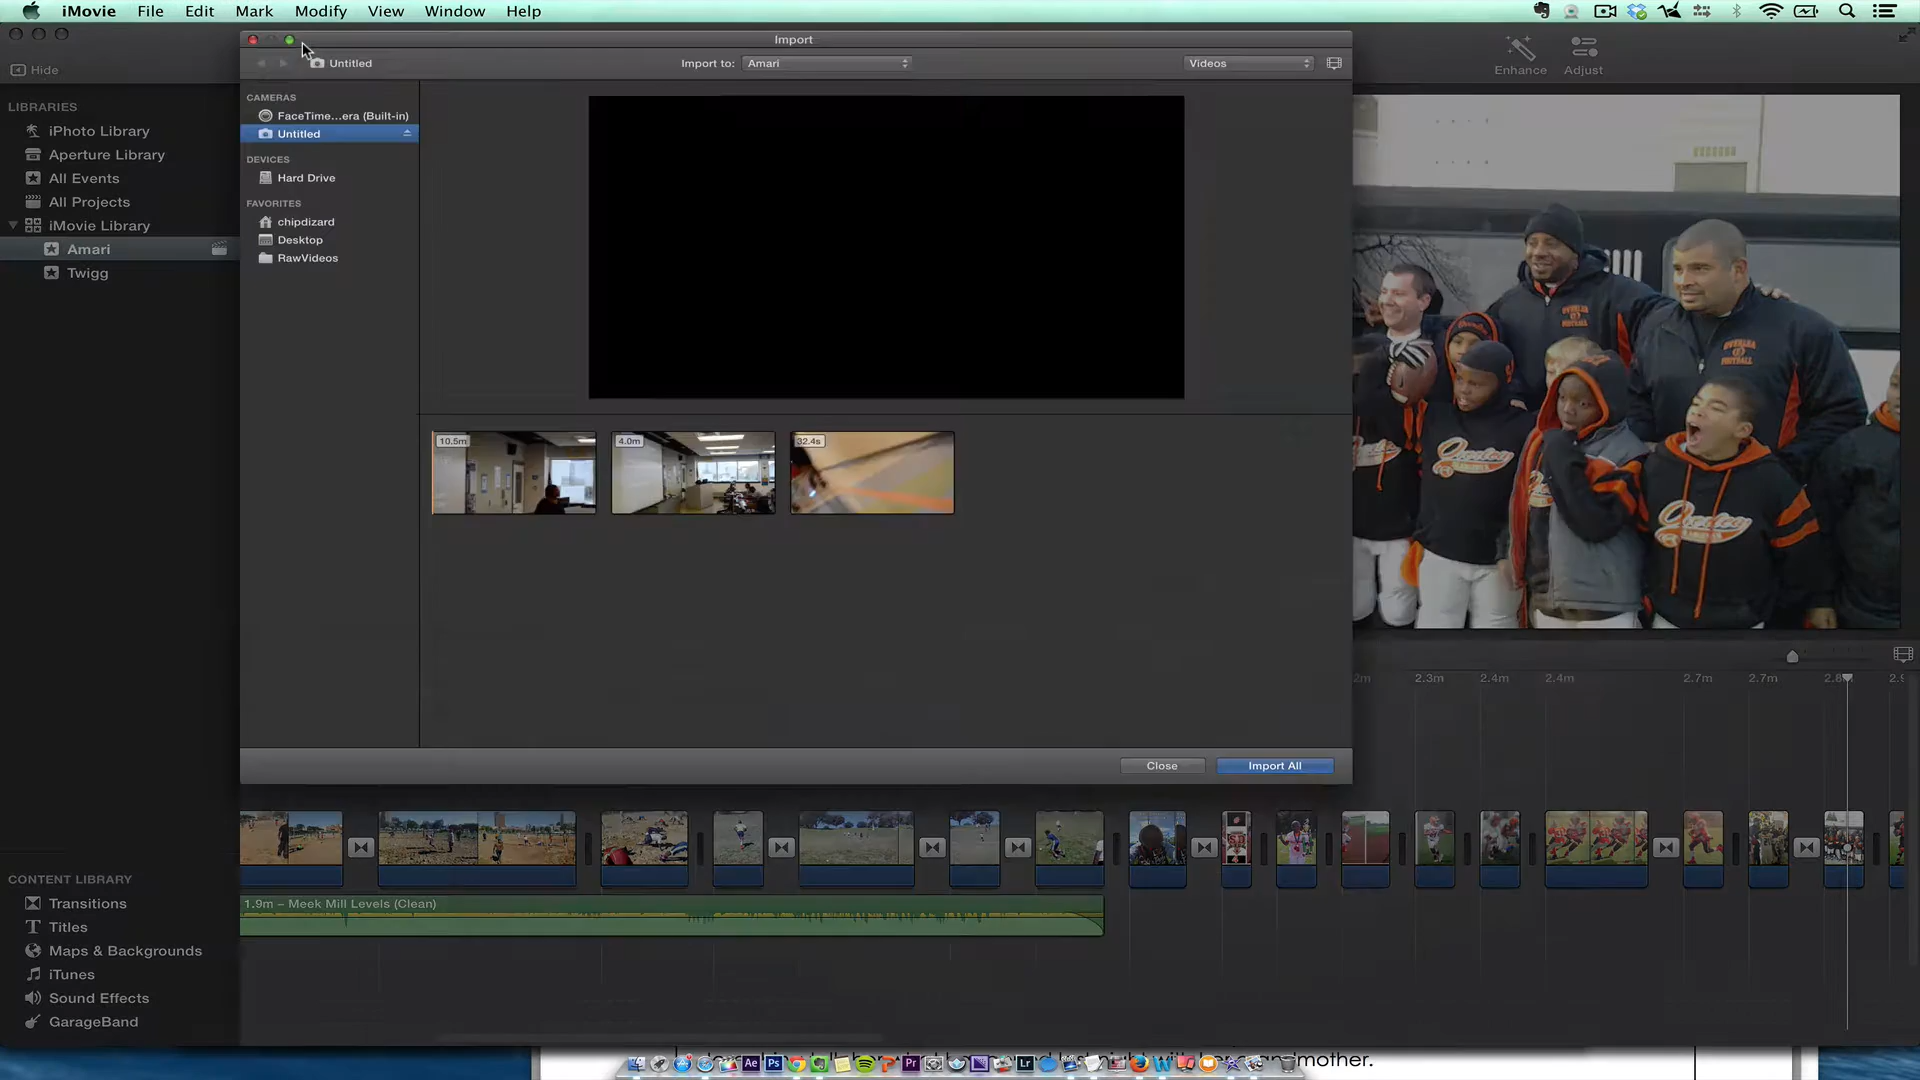 iMovie File Edit Mark Modify View Window Help
Import
Hide
Untitled
Import to: Amari
Videos
Enhance Adjust
LIBRARIES
iPhoto Library
Aperture Library
All Events
All Projects
iMovie Library
Amari
Twigg
CAMERAS
FaceTime...era (Built-in)
Untitled
DEVICES
Hard Drive
FAVORITES
chipdizard
Desktop
RawVideos
10.5m
4.0m
32.4s
Close
Import All
2.3m 2.4m 2.4m 2.7m 2.7m
1.9m – Meek Mill Levels (Clean)
CONTENT LIBRARY
Transitions
Titles
Maps & Backgrounds
iTunes
Sound Effects
GarageBand
Ae Ps Pr Lr